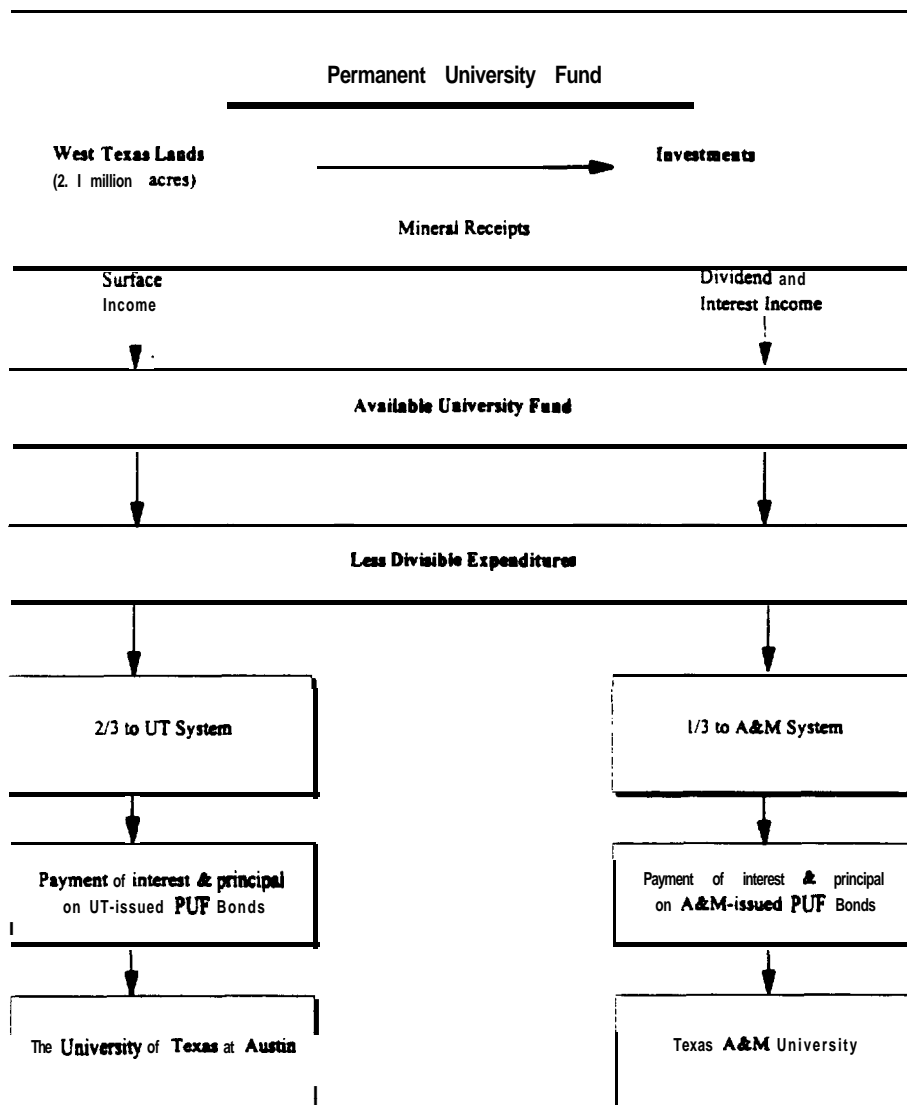 Permanent University Fund
West Texas Lands
(2. l million acres)
Investments
Mineral Receipts
Surface
Income
Dividend and
Interest Income
Available University Fund
Less Divisible Expenditures
2/3 to UT System
1/3 to A&M System
Payment of interest & principal
on UT-issued PUF Bonds
Payment of interest & principal
on A&M-issued PUF Bonds
The University of Texas at Austin
Texas A&M University